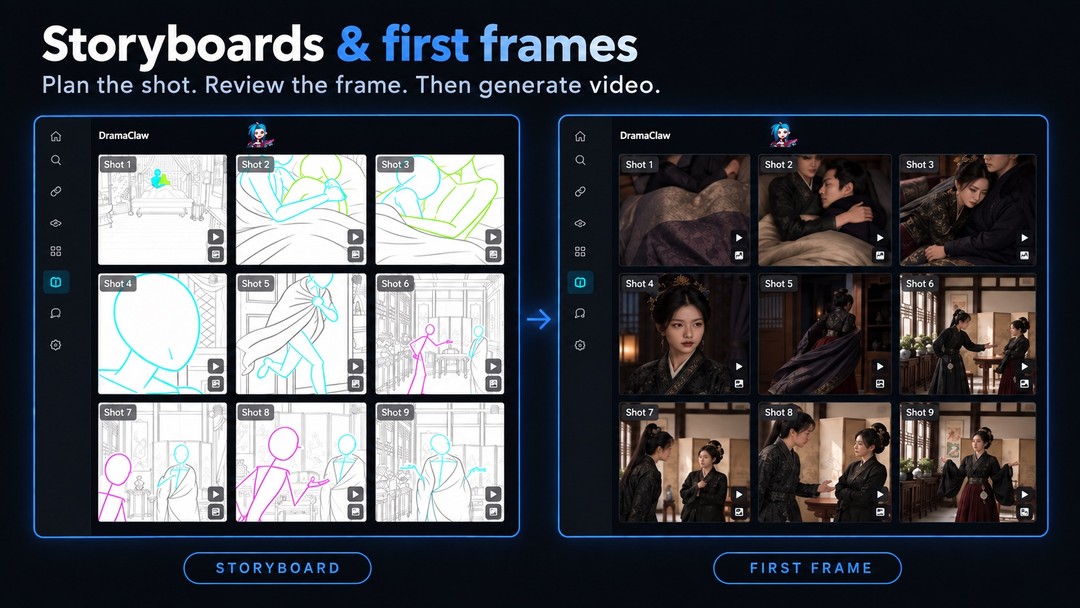 Storyboards & first frames
Plan the shot. Review the frame. Then generate video.
DramaClaw
Shot 1
Shot 2
Shot 3
Shot 4
Shot 5
Shot 6
Shot 7
Shot 8
Shot 9
STORYBOARD
DramaClaw
Shot 1
Shot 2
Shot 3
Shot 4
Shot 5
Shot 6
Shot 7
Shot 8
Shot 9
FIRST FRAME